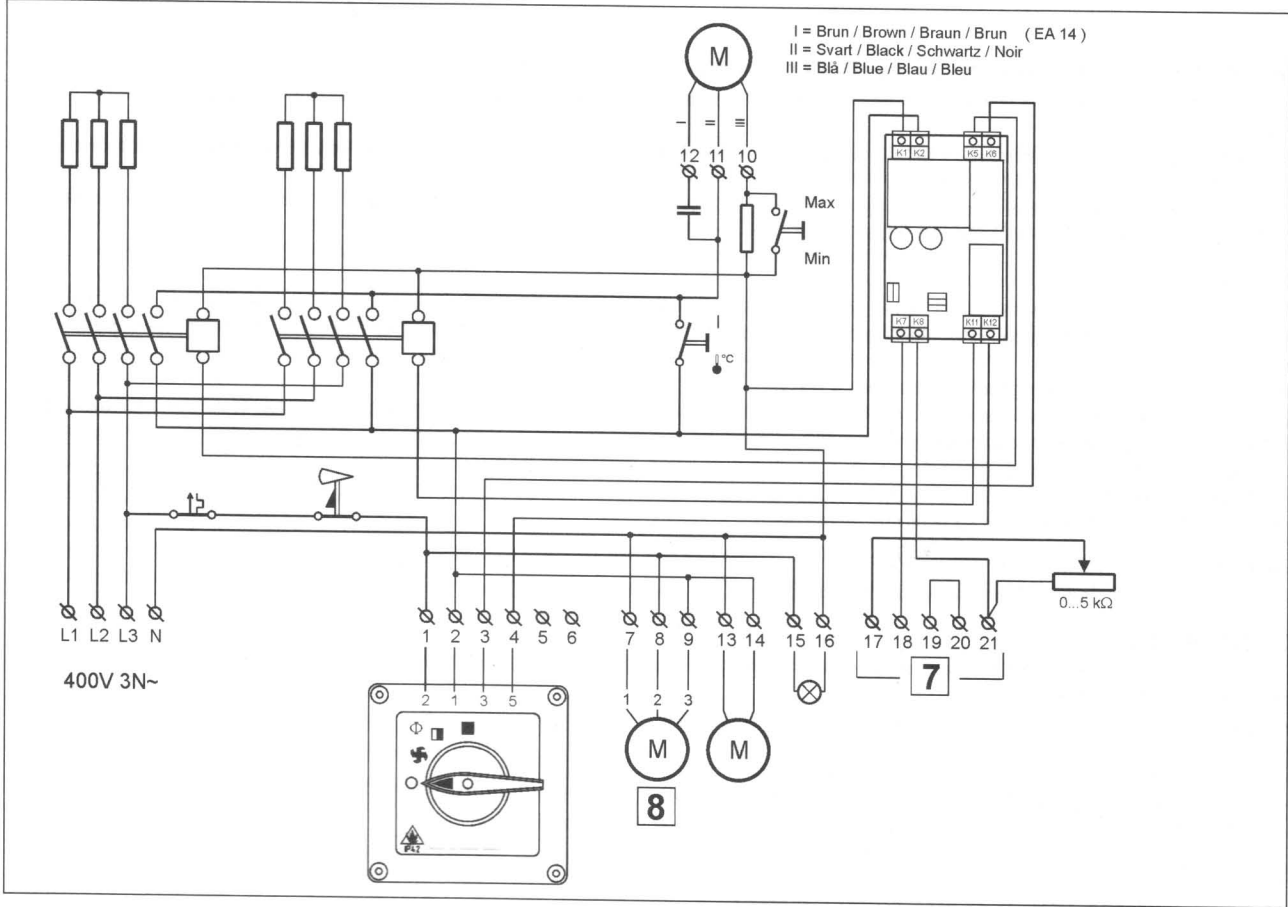 I = Brun / Brown / Braun / Brun ( EA 14 )
II = Svart / Black / Schwartz / Noir
III = Blå / Blue / Blau / Bleu
M
I II III
12 11 10
Max
Min
K1 K2 K5 K6
K7 K8 K11 K12
I
°C
L1 L2 L3 N
400V 3N~
1 2 3 4 5 6
7 8 9 13 14 15 16
17 18 19 20 21
0...5 kΩ
7
2 1 3 5
1 2 3
M M
8
IP42